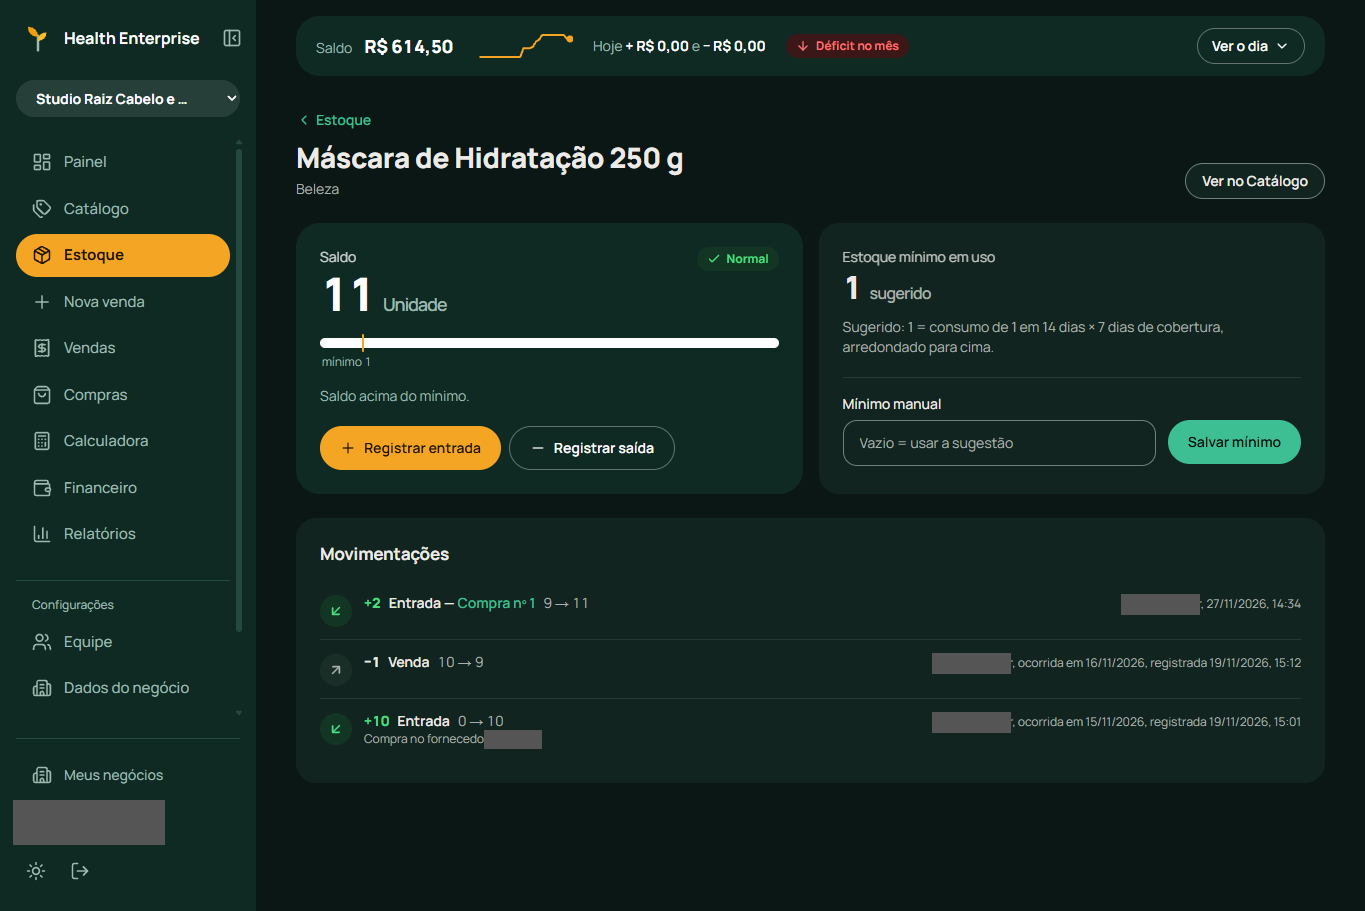 Health Enterprise
Studio Raiz Cabelo e ...
Painel
Catálogo
Estoque
Nova venda
Vendas
Compras
Calculadora
Financeiro
Relatórios
Configurações
Equipe
Dados do negócio
Meus negócios
Saldo R$ 614,50 Hoje + R$ 0,00 e − R$ 0,00 Déficit no mês Ver o dia
Estoque
Máscara de Hidratação 250 g
Beleza
Ver no Catálogo
Saldo
Normal
11 Unidade
mínimo 1
Saldo acima do mínimo.
Registrar entrada
Registrar saída
Estoque mínimo em uso
1 sugerido
Sugerido: 1 = consumo de 1 em 14 dias × 7 dias de cobertura,
arredondado para cima.
Mínimo manual
Vazio = usar a sugestão
Salvar mínimo
Movimentações
+2 Entrada — Compra nº 1 9 → 11 , 27/11/2026, 14:34
−1 Venda 10 → 9 , ocorrida em 16/11/2026, registrada 19/11/2026, 15:12
+10 Entrada 0 → 10 , ocorrida em 15/11/2026, registrada 19/11/2026, 15:01
Compra no fornecedo